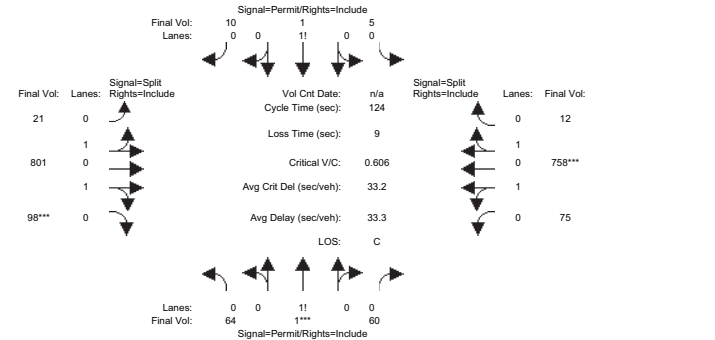 Signal=Permit/Rights=Include
Final Vol: 10 1 5
Lanes: 0 0 1! 0 0
Signal=Split Signal=Split
Final Vol: Lanes: Rights=Include Vol Cnt Date: n/a Rights=Include Lanes: Final Vol:
Cycle Time (sec): 124
21 0 0 12
Loss Time (sec): 9
1 1
801 0 Critical V/C: 0.606 0 758***
1 Avg Crit Del (sec/veh): 33.2 1
98*** 0 Avg Delay (sec/veh): 33.3 0 75
LOS: C
Lanes: 0 0 1! 0 0
Final Vol: 64 1*** 60
Signal=Permit/Rights=Include